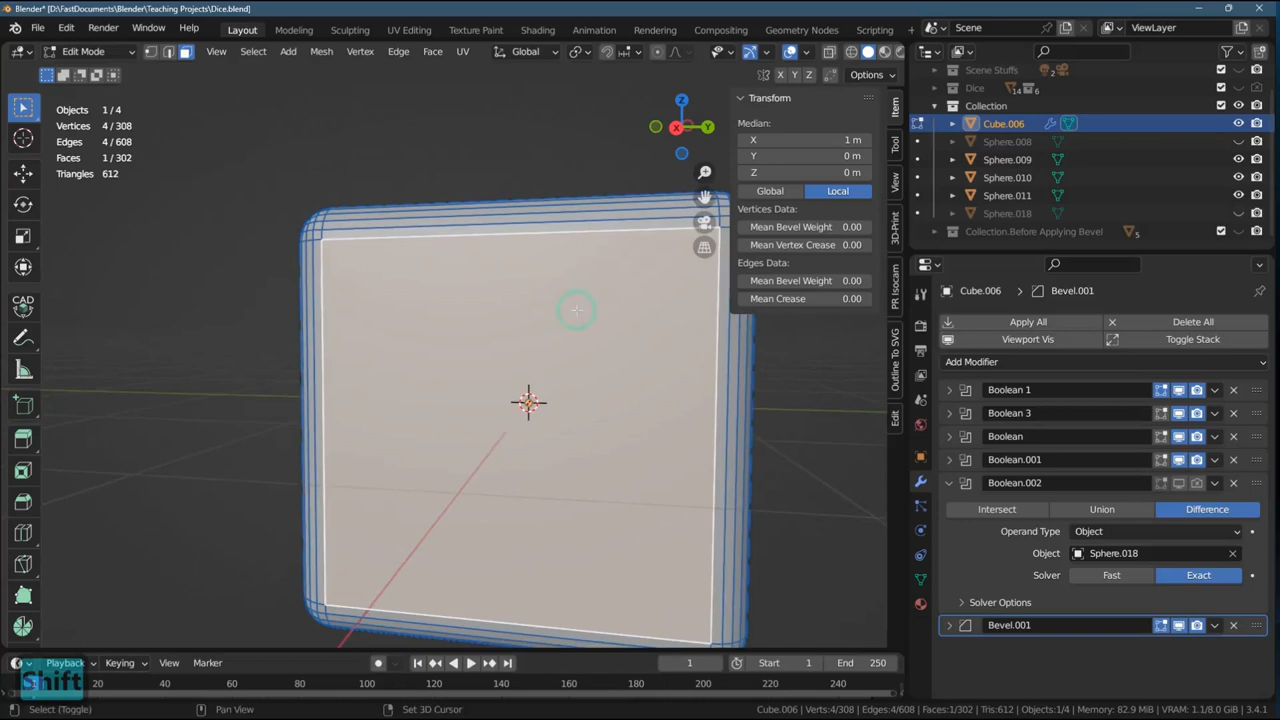 Blender* [D:\FastDocuments\Blender\Teaching Projects\Dice.blend]
File Edit Render Window Help Layout Modeling Sculpting UV Editing Texture Paint Shading Animation Rendering Compositing Geometry Nodes Scripting
Scene ViewLayer
Edit Mode View Select Add Mesh Vertex Edge Face UV Global
X Y Z Options
Objects 1 / 4
Vertices 4 / 308
Edges 4 / 608
Faces 1 / 302
Triangles 612
Z
X Y
CAD
Transform
Median:
X 1 m
Y 0 m
Z 0 m
Global Local
Vertices Data:
Mean Bevel Weight 0.00
Mean Vertex Crease 0.00
Edges Data:
Mean Bevel Weight 0.00
Mean Crease 0.00
Item
Tool
View
3D-Print
PR Isocam
Outline To SVG
Edit
Scene Stuffs 2
Dice 14 6
Collection
Cube.006
Sphere.008
Sphere.009
Sphere.010
Sphere.011
Sphere.018
Collection.Before Applying Bevel 5
Cube.006 Bevel.001
Apply All Delete All
Viewport Vis Toggle Stack
Add Modifier
Boolean 1
Boolean 3
Boolean
Boolean.001
Boolean.002
Intersect Union Difference
Operand Type Object
Object Sphere.018
Solver Fast Exact
Solver Options
Bevel.001
Playback Keying View Marker 1 Start 1 End 250
20 40 60 80 100 120 140 160 180 200 220 240
Shift
Select (Toggle) Pan View Set 3D Cursor
Cube.006 | Verts:4/308 | Edges:4/608 | Faces:1/302 | Tris:612 | Objects:1/4 | Memory: 82.9 MiB | VRAM: 1.1/8.0 GiB | 3.4.1